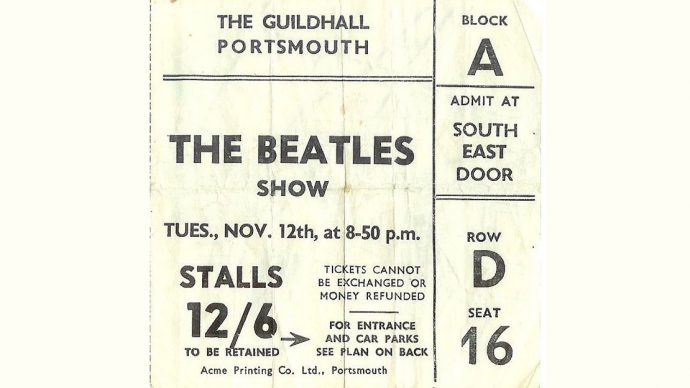 THE GUILDHALL
PORTSMOUTH
THE BEATLES
SHOW
TUES., NOV. 12th, at 8-50 p.m.
STALLS
12/6
TO BE RETAINED
TICKETS CANNOT
BE EXCHANGED OR
MONEY REFUNDED
FOR ENTRANCE
AND CAR PARKS
SEE PLAN ON BACK
Acme Printing Co. Ltd., Portsmouth
BLOCK
A
ADMIT AT
SOUTH
EAST
DOOR
ROW
D
SEAT
16